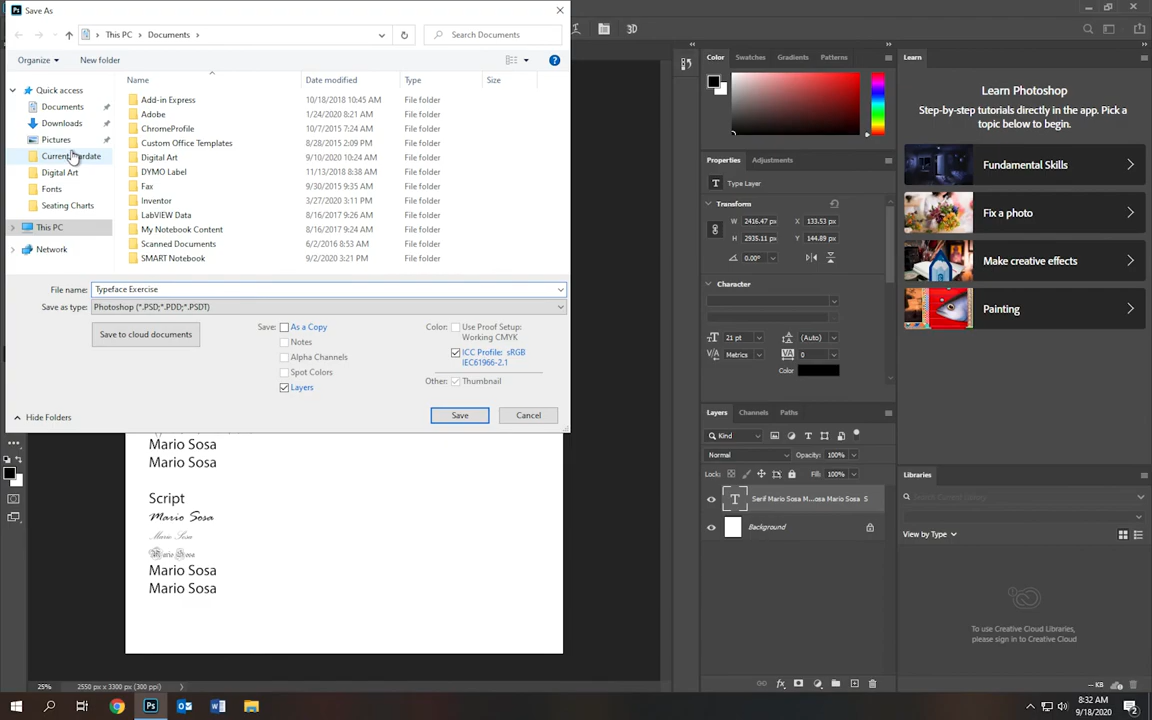 Save As
This PC > Documents >
Search Documents
Organize
New folder
Name
Date modified
Type
Size
Quick access
Documents
Downloads
Pictures
Digital Art
Fonts
Seating Charts
This PC
Network
Add-in Express 10/18/2018 10:45 AM File folder
Adobe 1/24/2020 8:21 AM File folder
ChromeProfile 10/7/2015 7:24 AM File folder
Custom Office Templates 8/28/2015 2:09 PM File folder
Digital Art 9/10/2020 10:24 AM File folder
DYMO Label 11/13/2018 8:38 AM File folder
Fax 9/30/2015 9:35 AM File folder
Inventor 3/27/2020 3:11 PM File folder
LabVIEW Data 8/16/2017 9:26 AM File folder
My Notebook Content 8/16/2017 9:24 AM File folder
Scanned Documents 6/2/2016 8:53 AM File folder
SMART Notebook 9/2/2020 3:21 PM File folder
File name: Typeface Exercise
Save as type: Photoshop (*.PSD;*.PDD;*.PSDT)
Save to cloud documents
Save:
As a Copy
Notes
Alpha Channels
Spot Colors
Layers
Color:
Use Proof Setup:
Working CMYK
ICC Profile: sRGB
IEC61966-2.1
Other:
Thumbnail
Hide Folders
Save
Cancel
Mario Sosa
Mario Sosa
Script
Mario Sosa
Mario Sosa
Mario Sosa
Mario Sosa
Mario Sosa
25%
2550 px x 3300 px (300 ppi)
3D
Color
Swatches
Gradients
Patterns
Properties
Adjustments
Type Layer
Transform
W 2416.47 px X 133.53 px
H 2935.11 px Y 144.89 px
0.00°
Character
21 pt
(Auto)
Metrics
0
Color
Layers
Channels
Paths
Kind
Normal
Opacity: 100%
Lock:
Fill: 100%
Serif Mario Sosa M...osa Mario Sosa S
Background
Learn
Learn Photoshop
Step-by-step tutorials directly in the app. Pick a
topic below to begin.
Fundamental Skills
Fix a photo
Make creative effects
Painting
Libraries
View by Type
To use Creative Cloud Libraries,
please sign in to Creative Cloud
-- KB
8:32 AM
9/18/2020